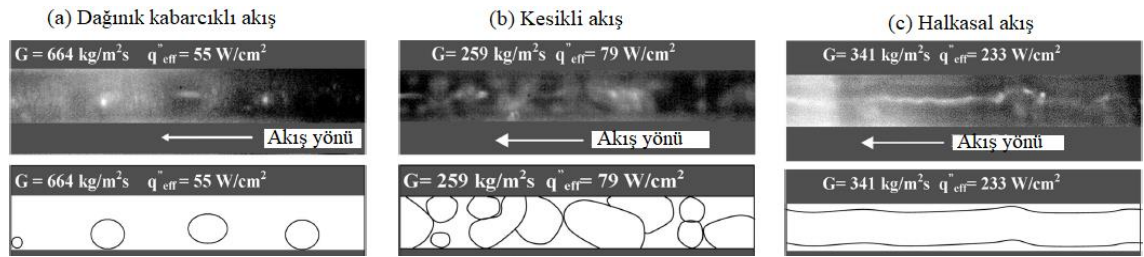 (a) Dağınık kabarcıklı akış
G = 664 kg/m²s q"eff = 55 W/cm²
Akış yönü
G = 664 kg/m²s q"eff = 55 W/cm²
(b) Kesikli akış
G= 259 kg/m²s q"eff = 79 W/cm²
Akış yönü
G= 259 kg/m²s q"eff = 79 W/cm²
(c) Halkasal akış
G= 341 kg/m²s q"eff = 233 W/cm²
Akış yönü
G= 341 kg/m²s q"eff = 233 W/cm²